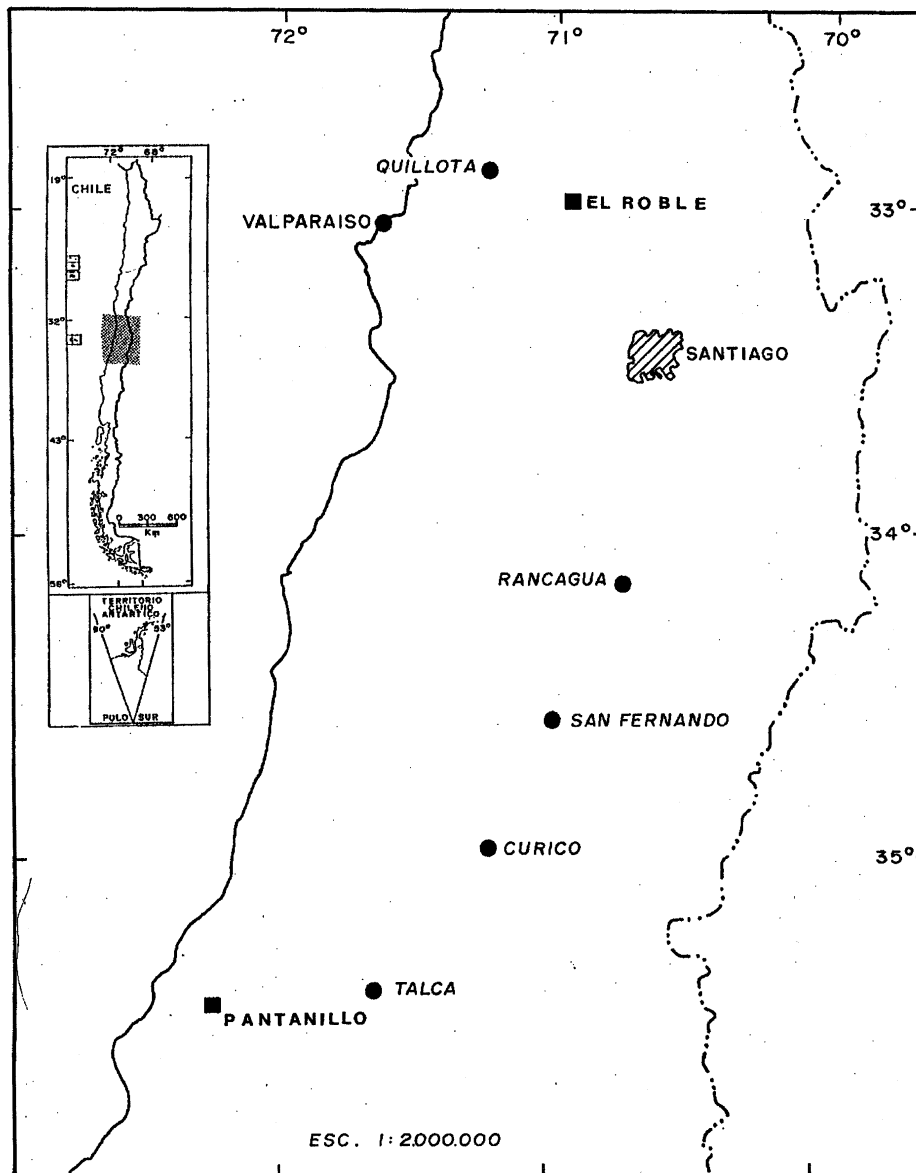 72°
71°
70°
QUILLOTA
EL ROBLE
33°
VALPARAISO
SANTIAGO
34°
RANCAGUA
SAN FERNANDO
CURICO
35°
TALCA
PANTANILLO
ESC. 1:2.000.000
72° 68°
19°
CHILE
32°
43°
0 300 600
Km
56°
TERRITORIO
CHILENO
ANTARTICO
90° 53°
POLO SUR